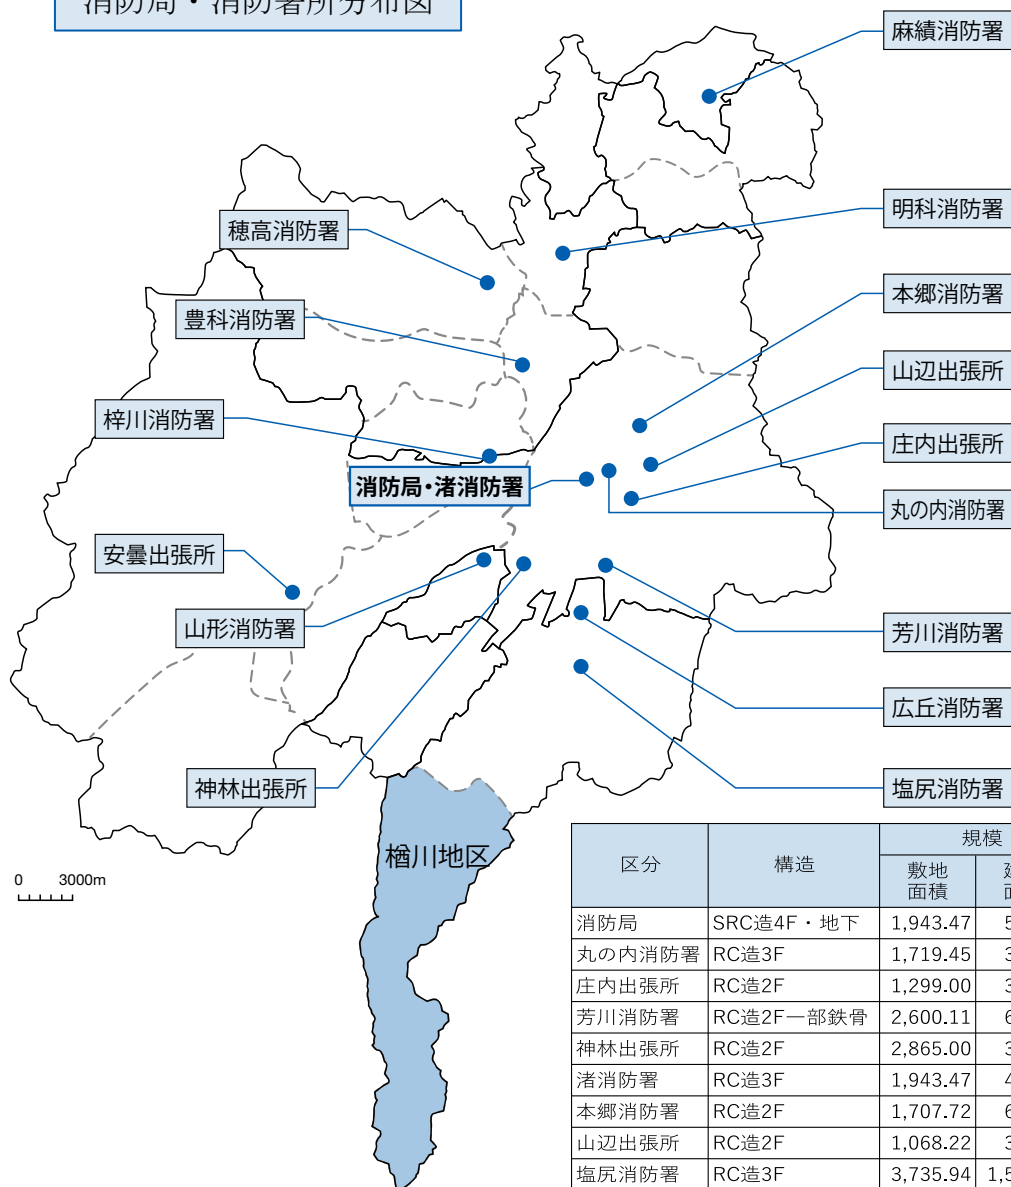 消防局・消防署所分布図
麻績消防署
明科消防署
穂高消防署
本郷消防署
豊科消防署
山辺出張所
梓川消防署
庄内出張所
消防局・渚消防署
丸の内消防署
安曇出張所
山形消防署
芳川消防署
広丘消防署
神林出張所
塩尻消防署
楢川地区
0 3000m
区分 構造 規模
敷地面積
消防局 SRC造4F・地下 1,943.47 5
丸の内消防署 RC造3F 1,719.45 3
庄内出張所 RC造2F 1,299.00 3
芳川消防署 RC造2F一部鉄骨 2,600.11 6
神林出張所 RC造2F 2,865.00 3
渚消防署 RC造3F 1,943.47 4
本郷消防署 RC造2F 1,707.72 6
山辺出張所 RC造2F 1,068.22 3
塩尻消防署 RC造3F 3,735.94 1,5